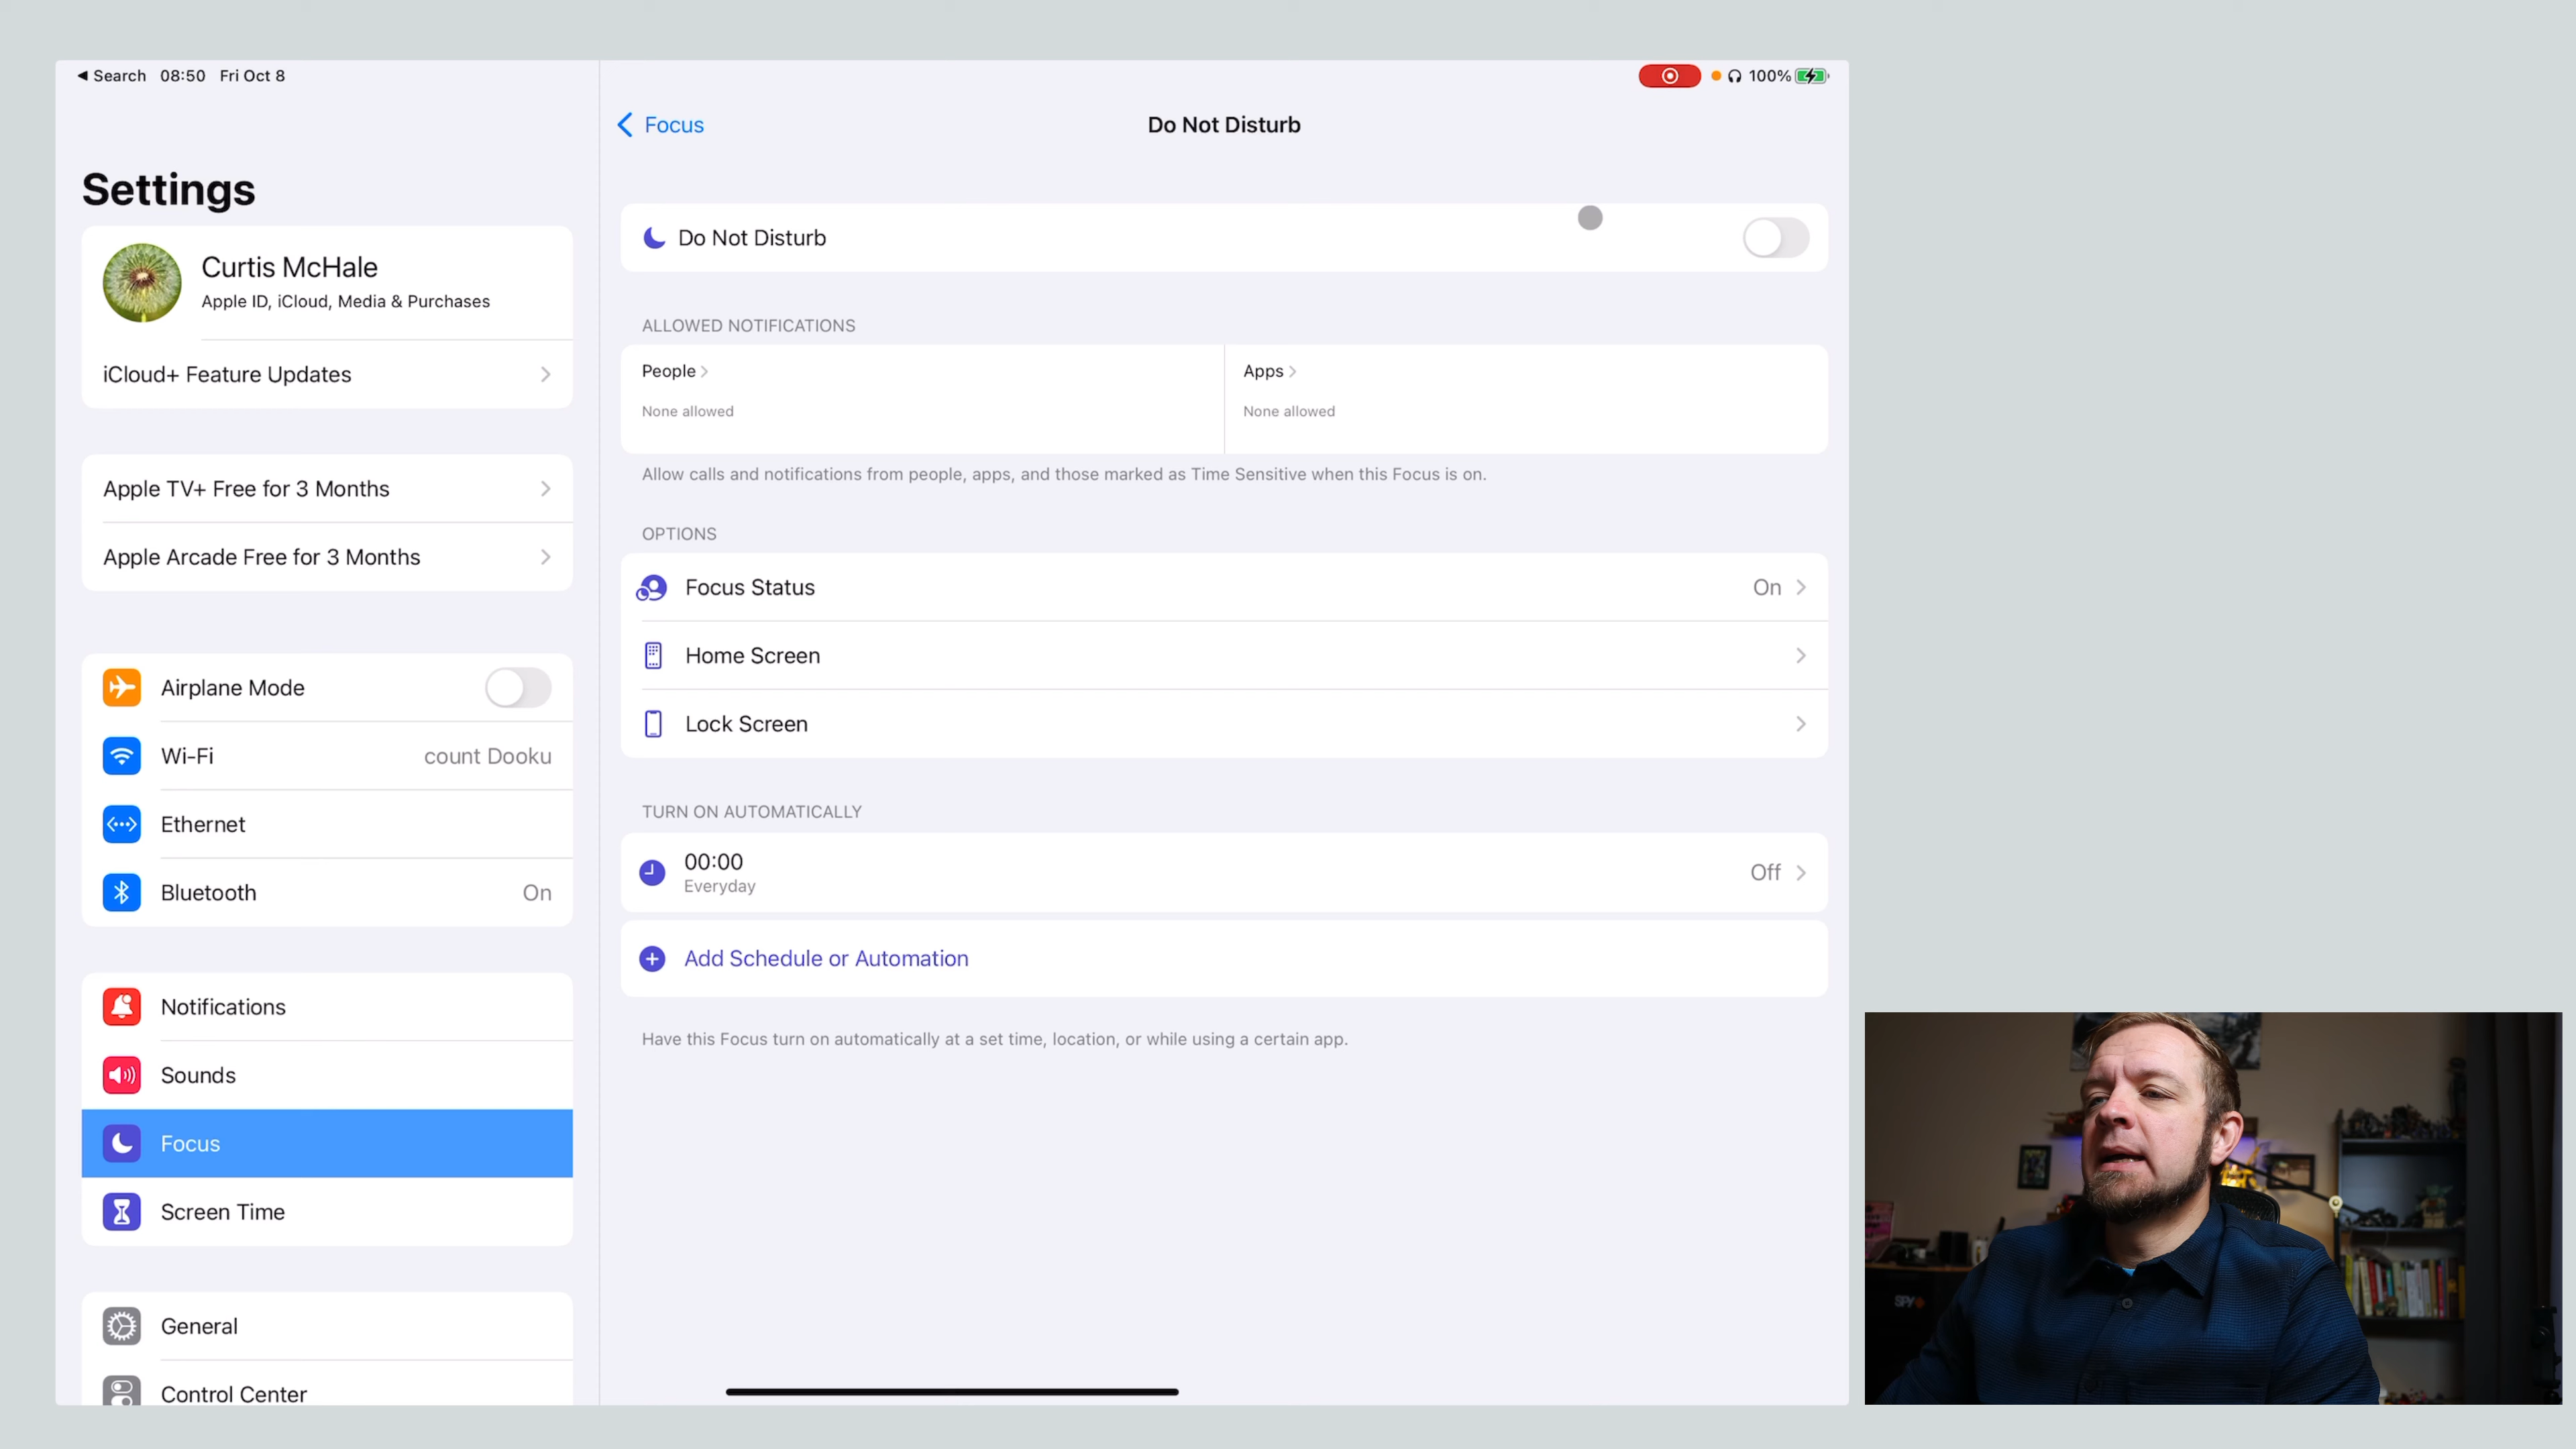 Search 08:50 Fri Oct 8
100%
Settings
Curtis McHale
Apple ID, iCloud, Media & Purchases
iCloud+ Feature Updates
Apple TV+ Free for 3 Months
Apple Arcade Free for 3 Months
Airplane Mode
Wi-Fi count Dooku
Ethernet
Bluetooth On
Notifications
Sounds
Focus
Screen Time
General
Control Center
Focus
Do Not Disturb
Do Not Disturb
ALLOWED NOTIFICATIONS
People
None allowed
Apps
None allowed
Allow calls and notifications from people, apps, and those marked as Time Sensitive when this Focus is on.
OPTIONS
Focus Status On
Home Screen
Lock Screen
TURN ON AUTOMATICALLY
00:00
Everyday
Off
Add Schedule or Automation
Have this Focus turn on automatically at a set time, location, or while using a certain app.
SPY